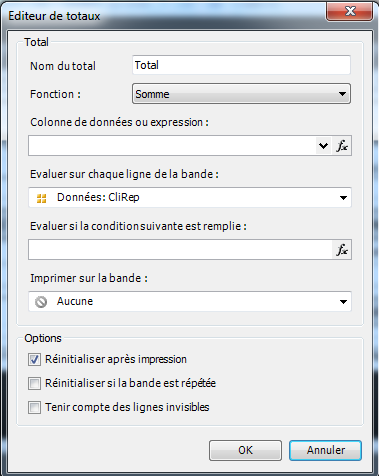 Editeur de totaux
Total
Nom du total
Total
Fonction :
Somme
Colonne de données ou expression :
fx
Evaluer sur chaque ligne de la bande :
Données: CliRep
Evaluer si la condition suivante est remplie :
fx
Imprimer sur la bande :
Aucune
Options
Réinitialiser après impression
Réinitialiser si la bande est répétée
Tenir compte des lignes invisibles
OK
Annuler